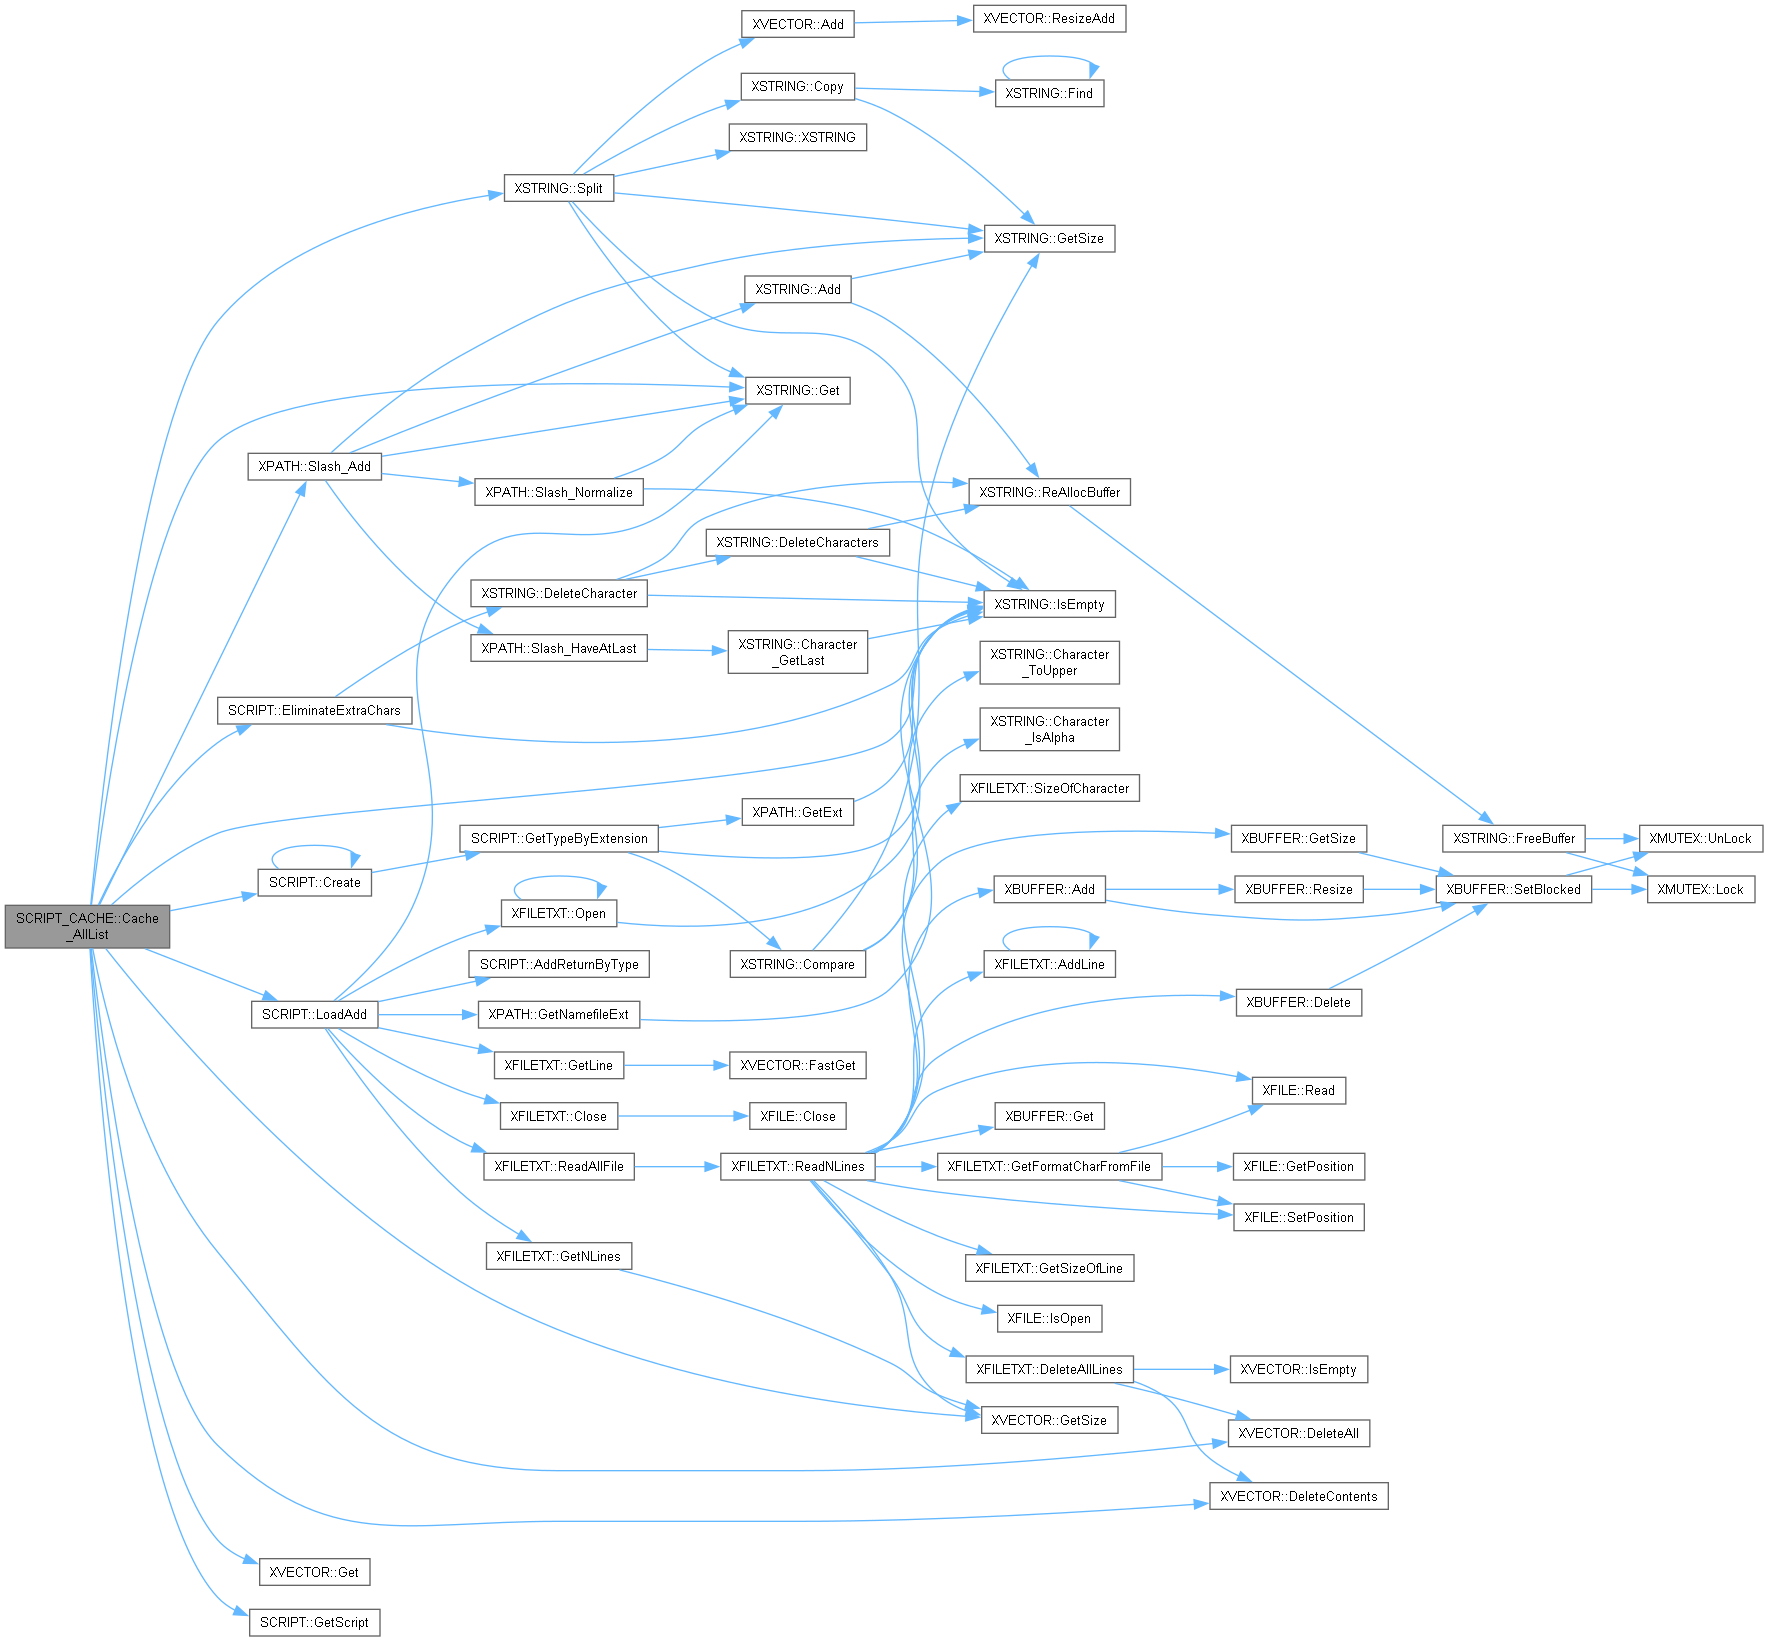 XVECTOR::Add
XVECTOR::ResizeAdd
XSTRING::Copy
XSTRING::Find
XSTRING::XSTRING
XSTRING::Split
XSTRING::GetSize
XSTRING::Add
XSTRING::Get
XPATH::Slash_Add
XPATH::Slash_Normalize
XSTRING::ReAllocBuffer
XSTRING::DeleteCharacters
XSTRING::DeleteCharacter
XSTRING::IsEmpty
XPATH::Slash_HaveAtLast
XSTRING::Character
_GetLast
XSTRING::Character
_ToUpper
SCRIPT::EliminateExtraChars
XSTRING::Character
_IsAlpha
XFILETXT::SizeOfCharacter
XPATH::GetExt
SCRIPT::GetTypeByExtension
XBUFFER::GetSize
XSTRING::FreeBuffer
XMUTEX::UnLock
SCRIPT::Create
XBUFFER::Add
XBUFFER::Resize
XBUFFER::SetBlocked
XMUTEX::Lock
XFILETXT::Open
SCRIPT_CACHE::Cache
_AllList
SCRIPT::AddReturnByType
XSTRING::Compare
XFILETXT::AddLine
XBUFFER::Delete
SCRIPT::LoadAdd
XPATH::GetNamefileExt
XFILETXT::GetLine
XVECTOR::FastGet
XFILE::Read
XFILETXT::Close
XFILE::Close
XBUFFER::Get
XFILETXT::ReadAllFile
XFILETXT::ReadNLines
XFILETXT::GetFormatCharFromFile
XFILE::GetPosition
XFILE::SetPosition
XFILETXT::GetNLines
XFILETXT::GetSizeOfLine
XFILE::IsOpen
XFILETXT::DeleteAllLines
XVECTOR::IsEmpty
XVECTOR::GetSize
XVECTOR::DeleteAll
XVECTOR::DeleteContents
XVECTOR::Get
SCRIPT::GetScript